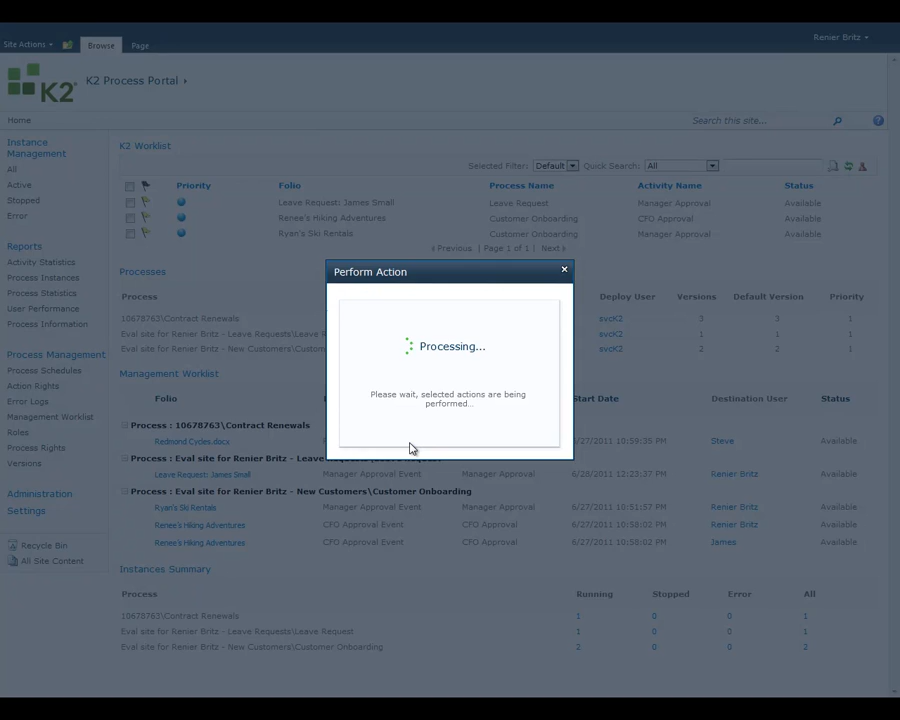 Renier Britz
Site Actions
Browse
Page
K2
K2 Process Portal
Home
Search this site...
Instance
Management
All
Active
Stopped
Error
Reports
Activity Statistics
Process Instances
Process Statistics
User Performance
Process Information
Process Management
Process Schedules
Action Rights
Error Logs
Management Worklist
Roles
Process Rights
Versions
Administration
Settings
Recycle Bin
All Site Content
K2 Worklist
Selected Filter: Default Quick Search: All
Priority Folio Process Name Activity Name Status
Leave Request: James Small Leave Request Manager Approval Available
Renee's Hiking Adventures Customer Onboarding CFO Approval Available
Ryan's Ski Rentals Customer Onboarding Manager Approval Available
Previous | Page 1 of 1 | Next
Processes
Process Deploy User Versions Default Version Priority
10678763\Contract Renewals svcK2 3 3 1
Eval site for Renier Britz - Leave Requests\Leave svcK2 1 1 1
Eval site for Renier Britz - New Customers\Custom svcK2 2 2 1
Perform Action
Processing...
Please wait, selected actions are being
performed...
Management Worklist
Folio Start Date Destination User Status
Process : 10678763\Contract Renewals
Redmond Cycles.docx 6/27/2011 10:59:35 PM Steve Available
Process : Eval site for Renier Britz -
Leave Request: James Small Manager Approval Event Manager Approval 6/28/2011 12:23:37 PM Renier Britz Available
Process : Eval site for Renier Britz - New Customers\Customer Onboarding
Ryan's Ski Rentals Manager Approval Event Manager Approval 6/27/2011 10:51:57 PM Renier Britz Available
Renee's Hiking Adventures CFO Approval Event CFO Approval 6/27/2011 10:58:02 PM Renier Britz Available
Renee's Hiking Adventures CFO Approval Event CFO Approval 6/27/2011 10:58:02 PM James Available
Instances Summary
Process Running Stopped Error All
10678763\Contract Renewals 1 0 0 1
Eval site for Renier Britz - Leave Requests\Leave Request 1 0 0 1
Eval site for Renier Britz - New Customers\Customer Onboarding 2 0 0 2